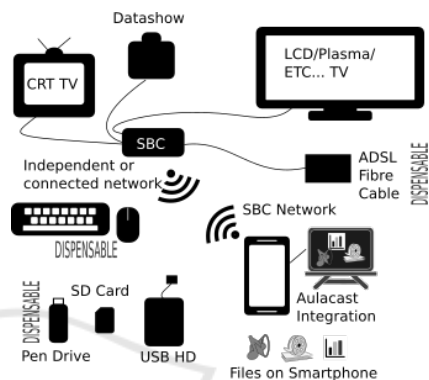 Datashow
LCD/Plasma/
ETC... TV
CRT TV
SBC
Independent or
connected network
ADSL
Fibre
Cable
DISPENSABLE
SBC Network
DISPENSABLE
SD Card
DISPENSABLE
Pen Drive
USB HD
Aulacast
Integration
Files on Smartphone